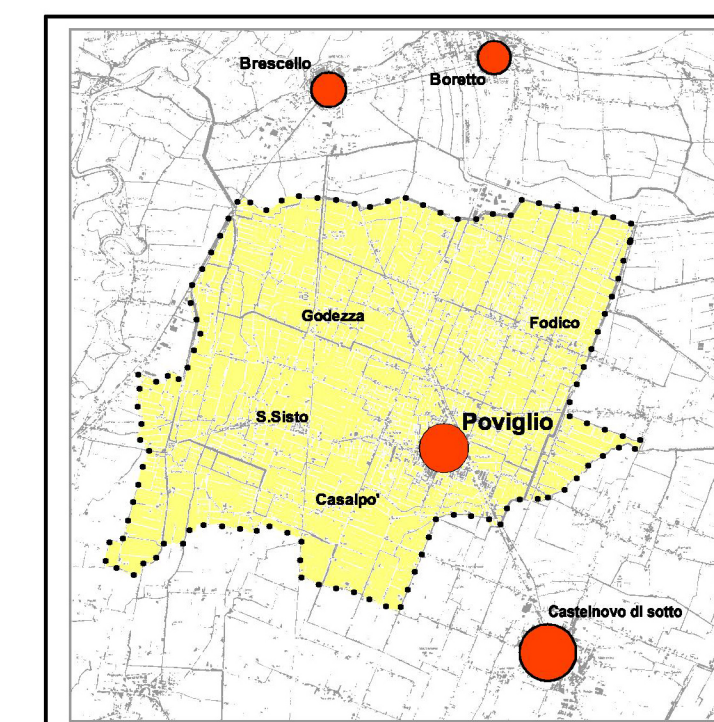 Brescello
Boretto
Godezza
Fodico
S.Sisto
Poviglio
Casalpo'
Castelnovo di sotto